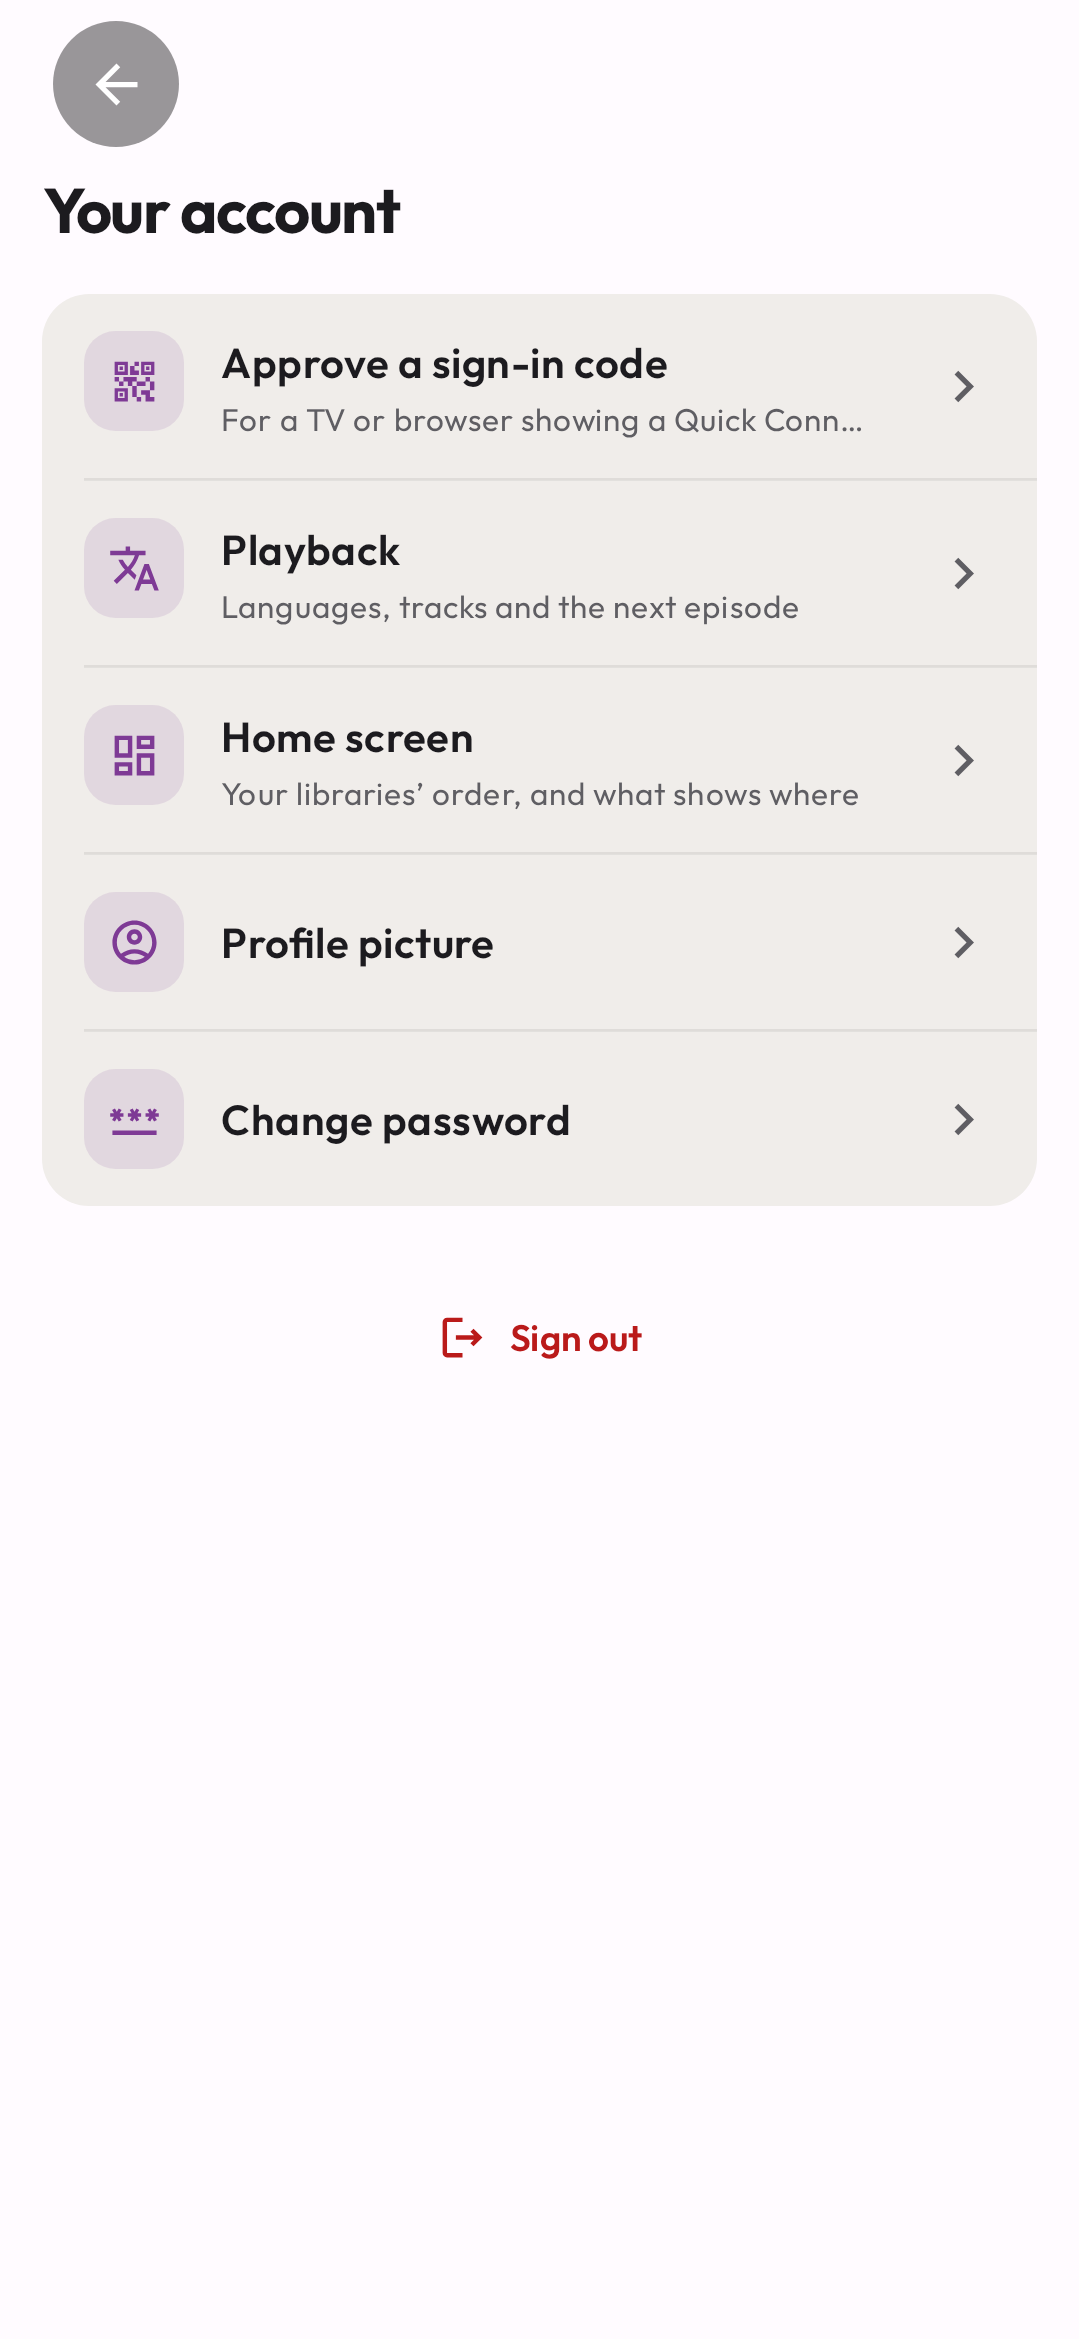 Your account
Approve a sign-in code
For a TV or browser showing a Quick Conn...
Playback
Languages, tracks and the next episode
Home screen
Your libraries’ order, and what shows where
Profile picture
Change password
Sign out